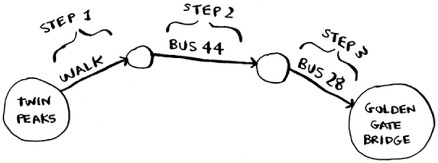 STEP 1
STEP 2
STEP 3
WALK
BUS 44
BUS 28
TWIN
PEAKS
GOLDEN
GATE
BRIDGE